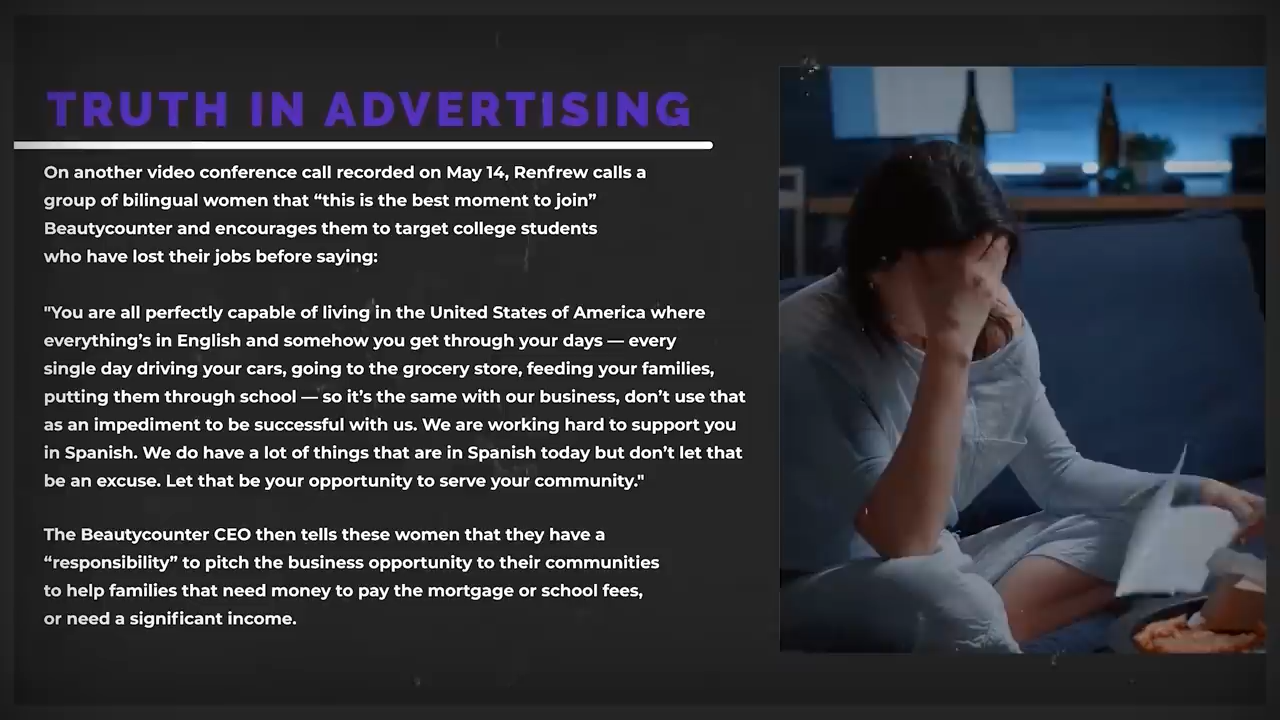 TRUTH IN ADVERTISING
On another video conference call recorded on May 14, Renfrew calls a
group of bilingual women that “this is the best moment to join”
Beautycounter and encourages them to target college students
who have lost their jobs before saying:
"You are all perfectly capable of living in the United States of America where
everything’s in English and somehow you get through your days — every
single day driving your cars, going to the grocery store, feeding your families,
putting them through school — so it’s the same with our business, don’t use that
as an impediment to be successful with us. We are working hard to support you
in Spanish. We do have a lot of things that are in Spanish today but don’t let that
be an excuse. Let that be your opportunity to serve your community."
The Beautycounter CEO then tells these women that they have a
“responsibility” to pitch the business opportunity to their communities
to help families that need money to pay the mortgage or school fees,
or need a significant income.